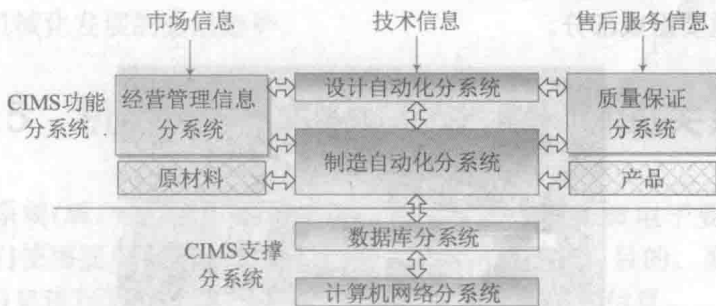 市场信息
技术信息
售后服务信息
CIMS功能
分系统
经营管理信息
分系统
设计自动化分系统
质量保证
分系统
制造自动化分系统
原材料
产品
CIMS支撑
分系统
数据库分系统
计算机网络分系统